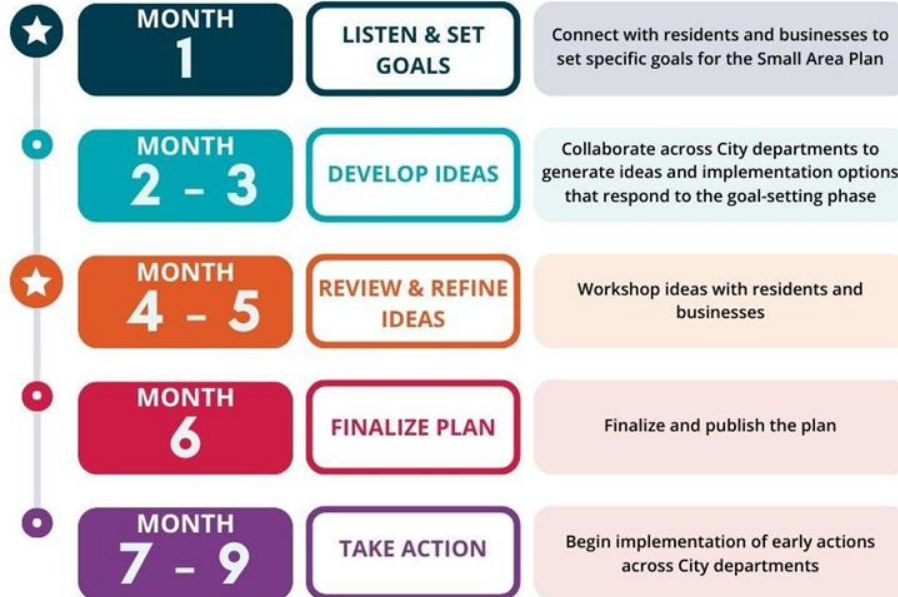 MONTH
1
LISTEN & SET
GOALS
Connect with residents and businesses to
set specific goals for the Small Area Plan
MONTH
2 - 3
DEVELOP IDEAS
Collaborate across City departments to
generate ideas and implementation options
that respond to the goal-setting phase
MONTH
4 - 5
REVIEW & REFINE
IDEAS
Workshop ideas with residents and
businesses
MONTH
6
FINALIZE PLAN
Finalize and publish the plan
MONTH
7 - 9
TAKE ACTION
Begin implementation of early actions
across City departments